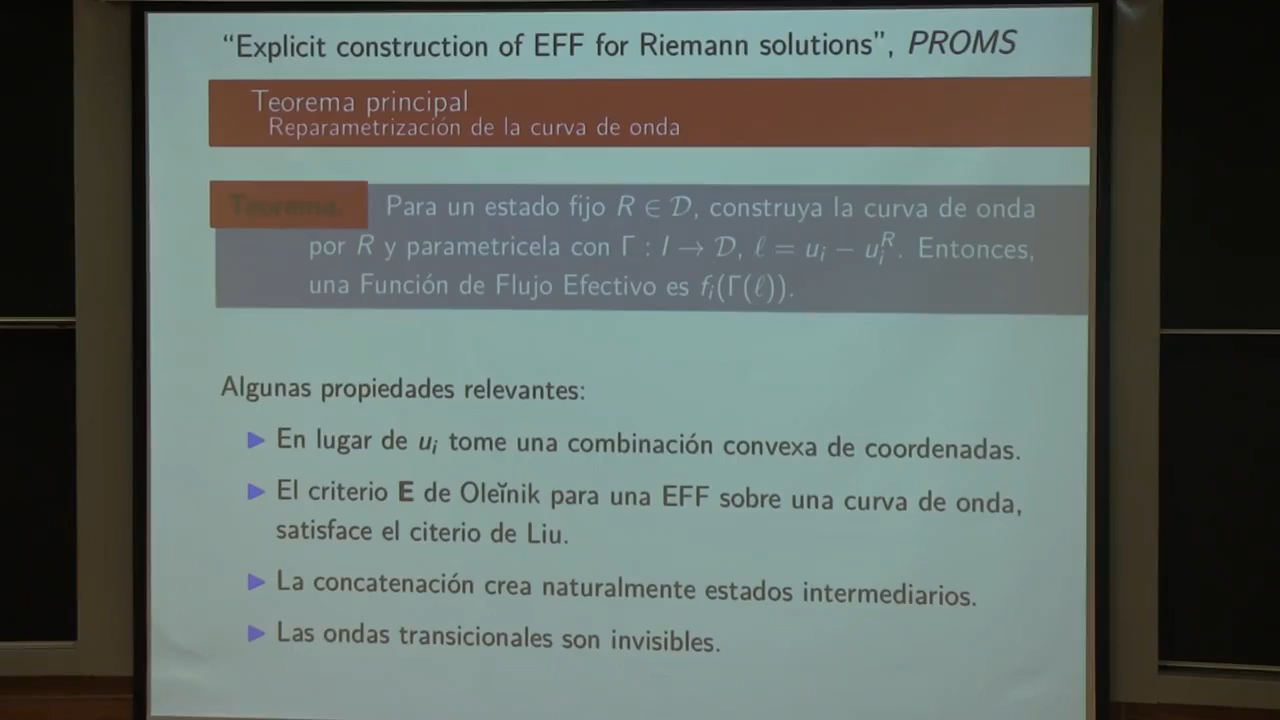 “Explicit construction of EFF for Riemann solutions”, PROMS
Teorema principal
Reparametrización de la curva de onda
Teorema. Para un estado fijo R ∈ 𝒟, construya la curva de onda
por R y parametricela con Γ : I → 𝒟, ℓ = uᵢ − uᵢᴿ. Entonces,
una Función de Flujo Efectivo es fᵢ(Γ(ℓ)).
Algunas propiedades relevantes:
▶ En lugar de uᵢ tome una combinación convexa de coordenadas.
▶ El criterio E de Oleĭnik para una EFF sobre una curva de onda,
satisface el citerio de Liu.
▶ La concatenación crea naturalmente estados intermediarios.
▶ Las ondas transicionales son invisibles.